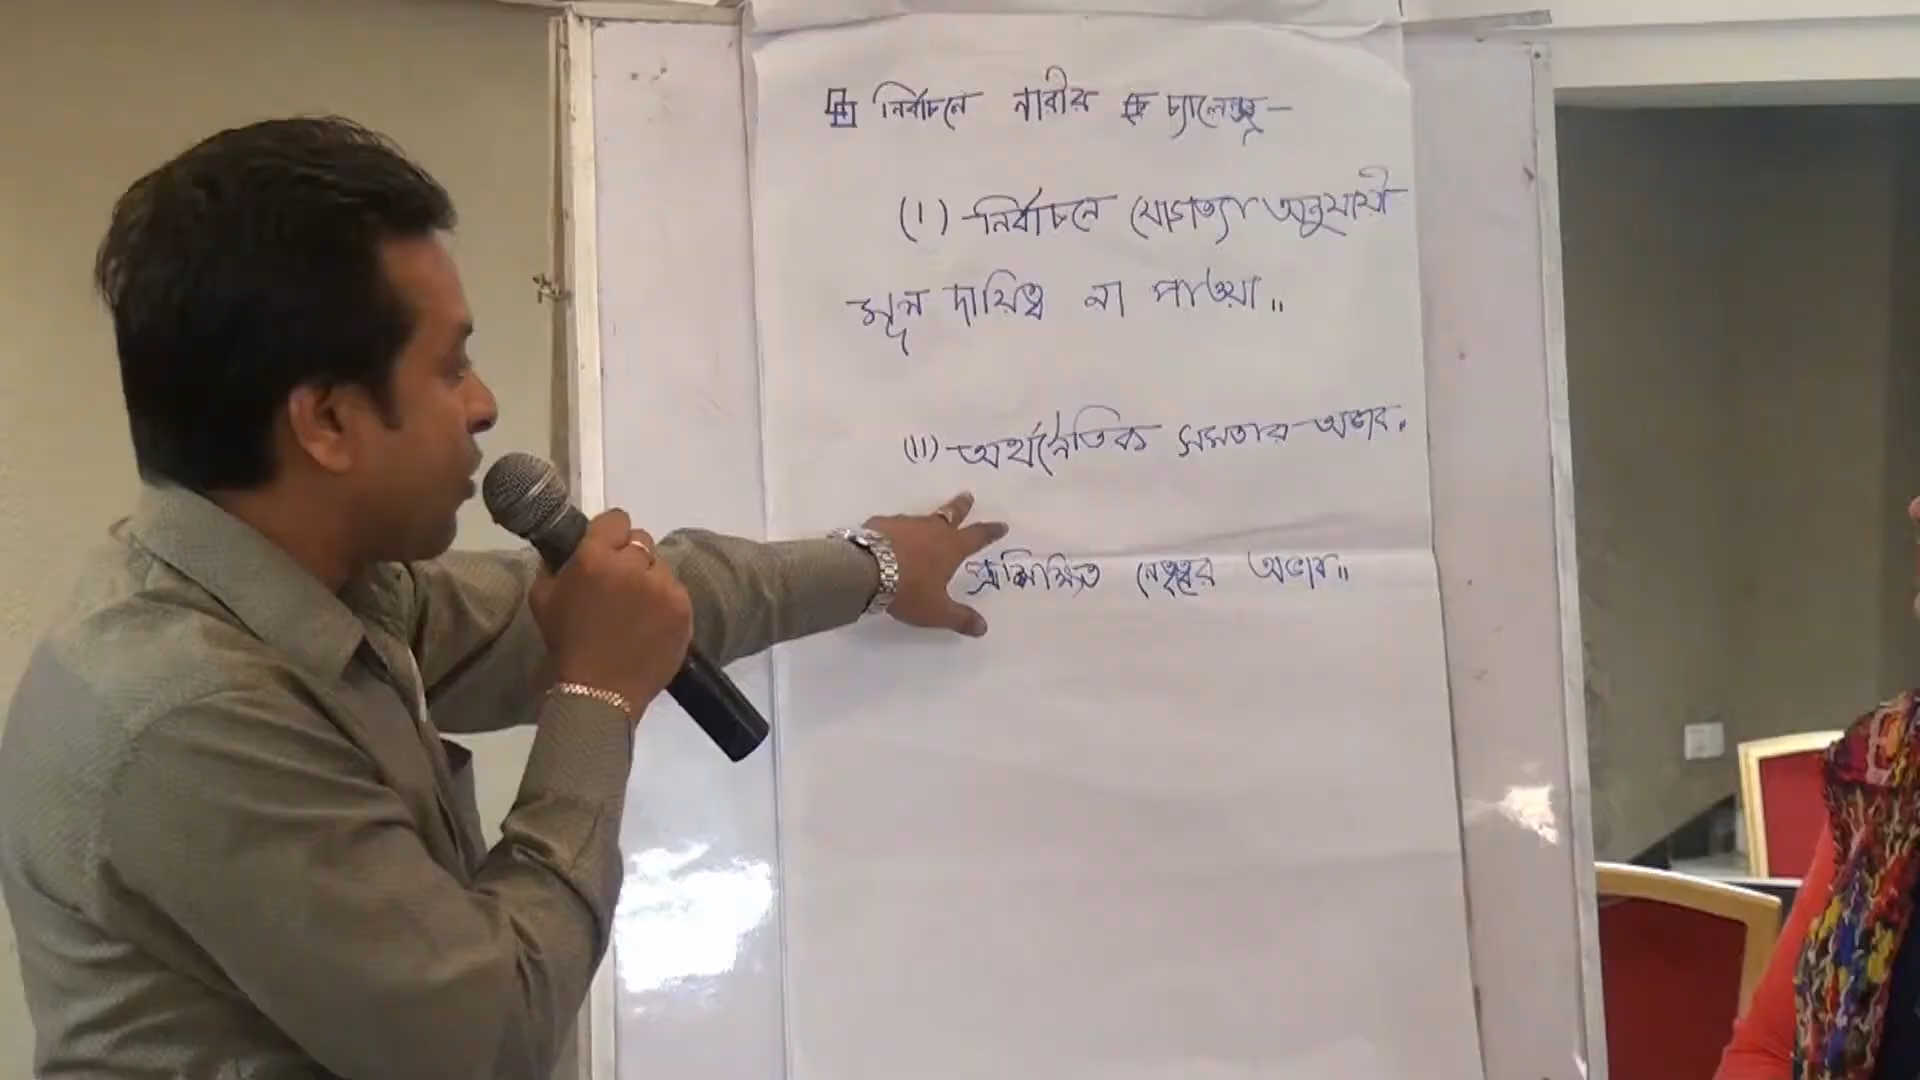 নির্বাচনে নারীর চ্যালেঞ্জ-
(I) নির্বাচনে যোগ্যতা অনুযায়ী
মূল দায়িত্ব না পাওয়া॥
(II) অর্থনৈতিক সমতার অভাব॥
প্রশিক্ষিত নেতৃত্বের অভাব॥